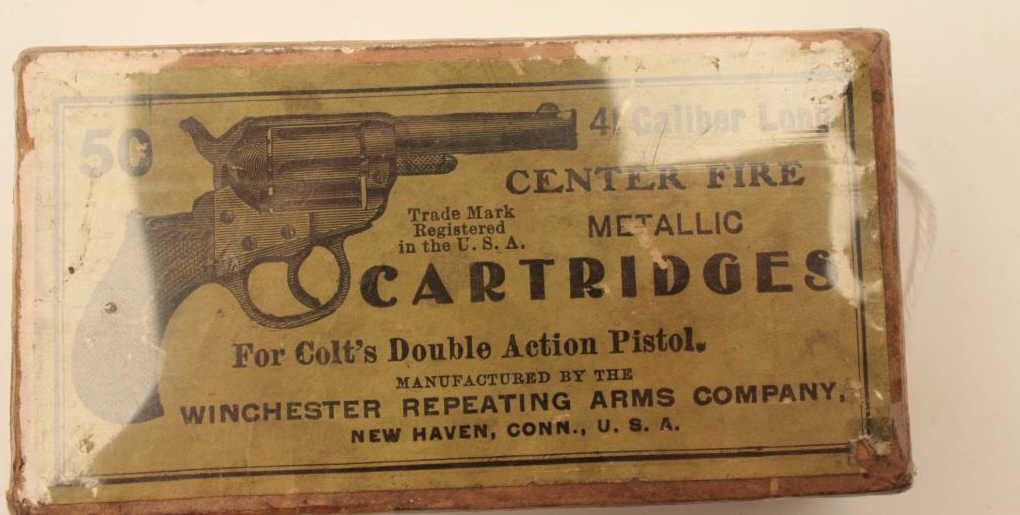 50
41 Caliber Long
CENTER FIRE
Trade Mark
Registered
in the U. S. A.
METALLIC
CARTRIDGES
For Colt's Double Action Pistol.
MANUFACTURED BY THE
WINCHESTER REPEATING ARMS COMPANY,
NEW HAVEN, CONN., U. S. A.